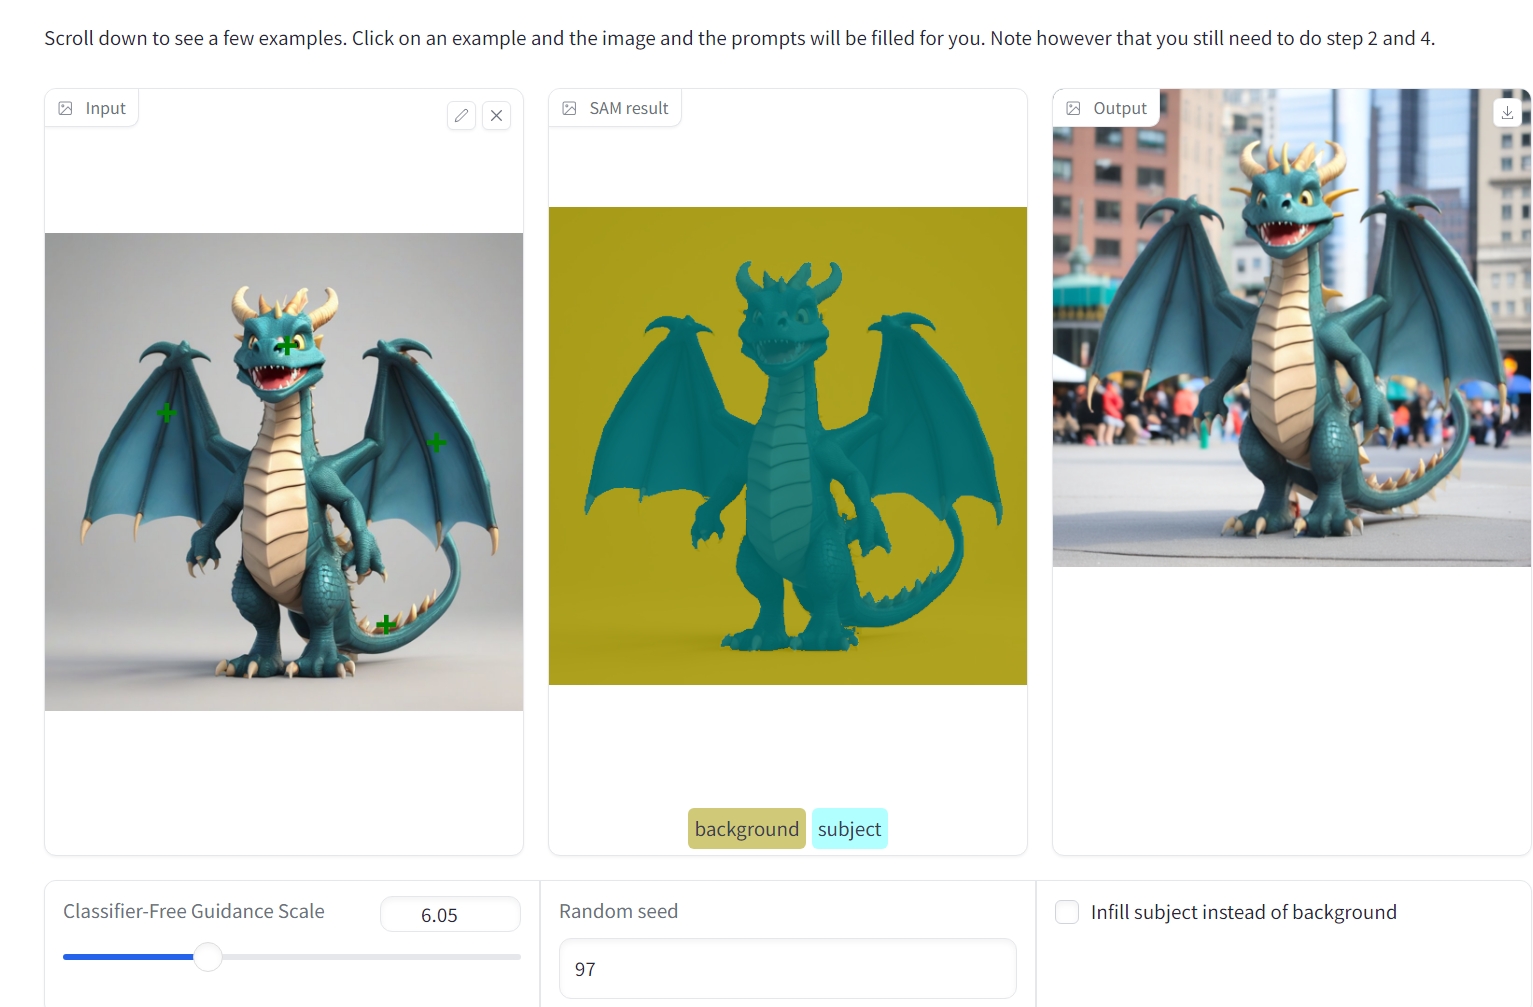 Scroll down to see a few examples. Click on an example and the image and the prompts will be filled for you. Note however that you still need to do step 2 and 4.
Input
SAM result
Output
background
subject
Classifier-Free Guidance Scale
6.05
Random seed
97
Infill subject instead of background